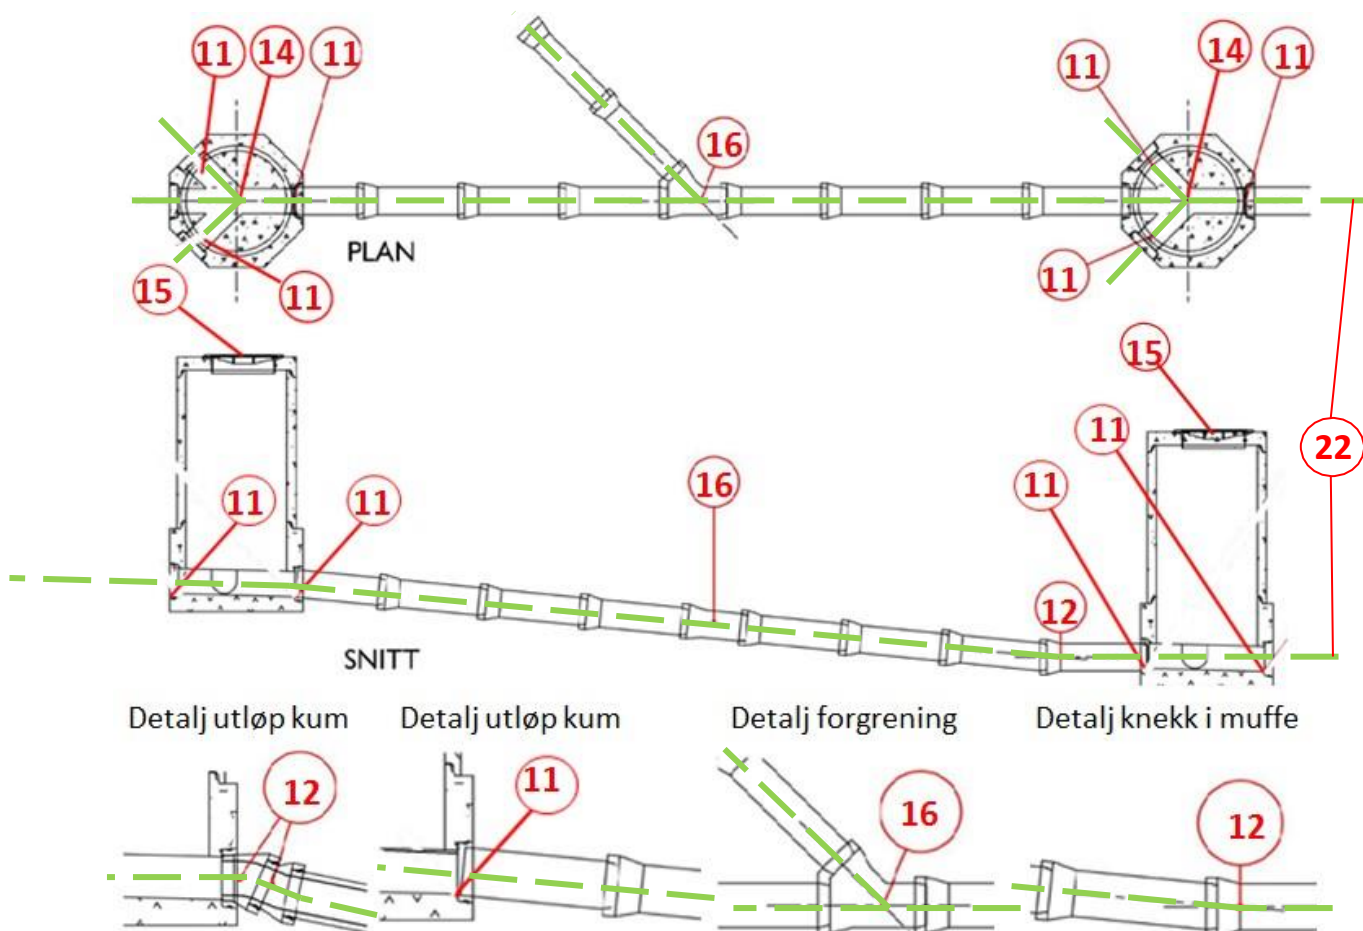 11 14 11 16 11 14 11
PLAN
11 11
15 15
11 22
11 11 16 11
12
SNITT
Detalj utløp kum Detalj utløp kum Detalj forgrening Detalj knekk i muffe
12 11 16 12